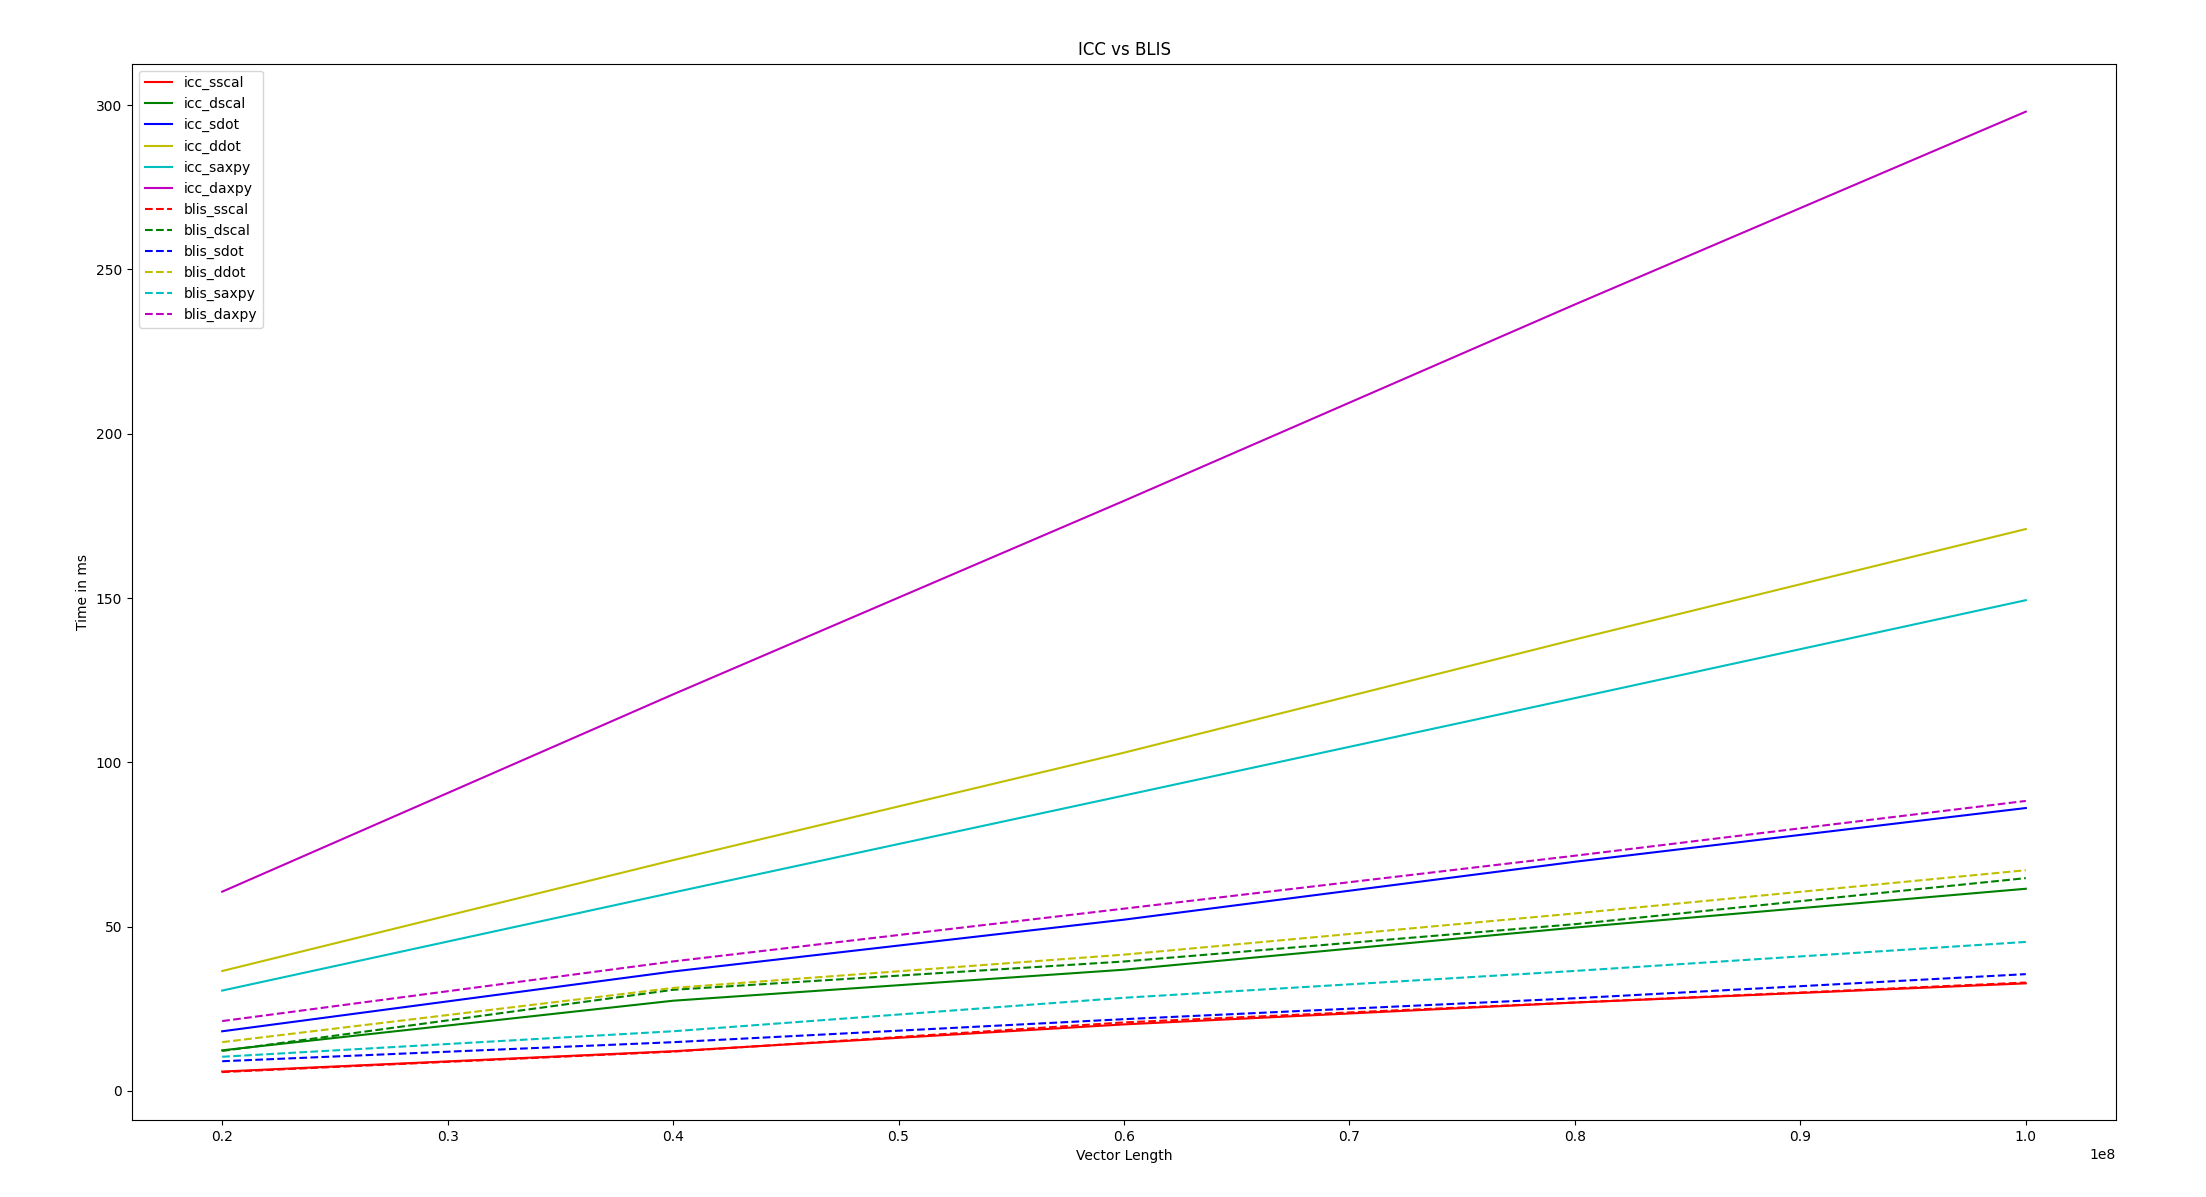 ICC vs BLIS
icc_sscal
icc_dscal
icc_sdot
icc_ddot
icc_saxpy
icc_daxpy
blis_sscal
blis_dscal
blis_sdot
blis_ddot
blis_saxpy
blis_daxpy
300
250
200
150
100
50
0
Time in ms
0.2 0.3 0.4 0.5 0.6 0.7 0.8 0.9 1.0
1e8
Vector Length